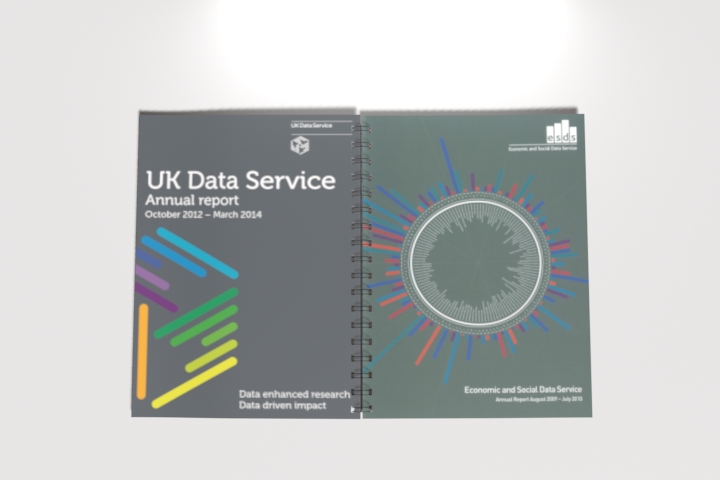 UK Data Service
UK Data Service
Annual report
October 2012 – March 2014
Data enhanced research
Data driven impact
esds
Economic and Social Data Service
Economic and Social Data Service
Annual Report August 2009 – July 2010